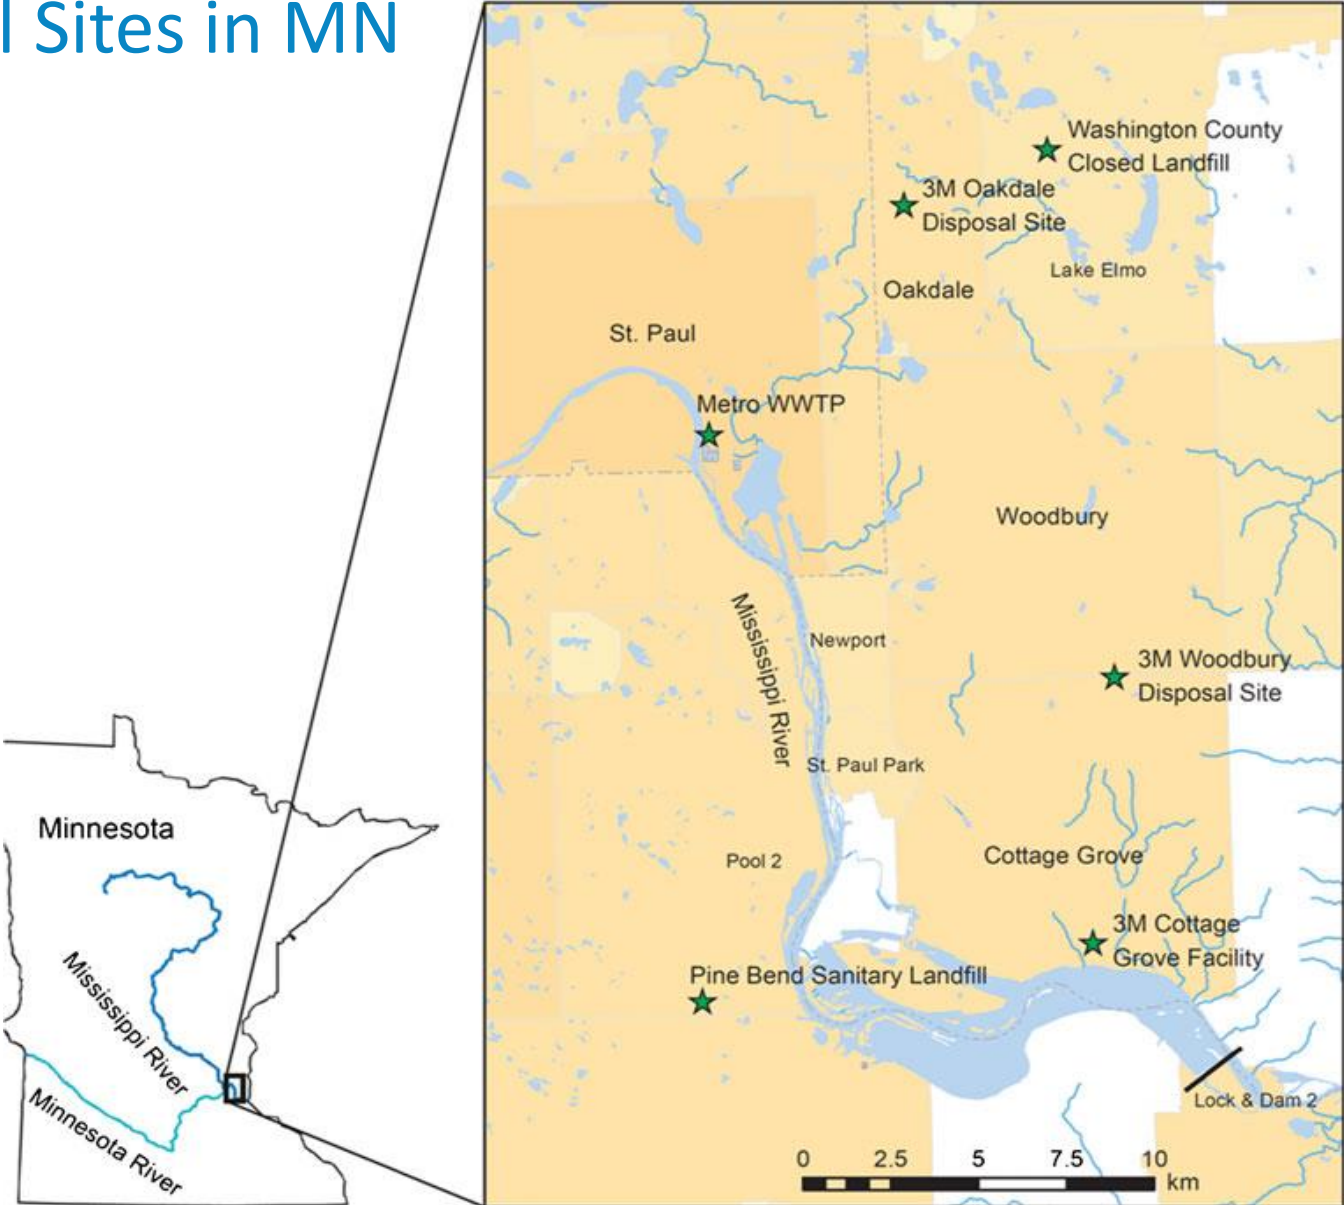 l Sites in MN
Washington County
Closed Landfill
3M Oakdale
Disposal Site
Lake Elmo
Oakdale
St. Paul
Metro WWTP
Woodbury
Mississippi River
Newport
3M Woodbury
Disposal Site
St. Paul Park
Pool 2
Cottage Grove
3M Cottage
Grove Facility
Pine Bend Sanitary Landfill
Lock & Dam 2
0 2.5 5 7.5 10
km
Minnesota
Mississippi River
Minnesota River